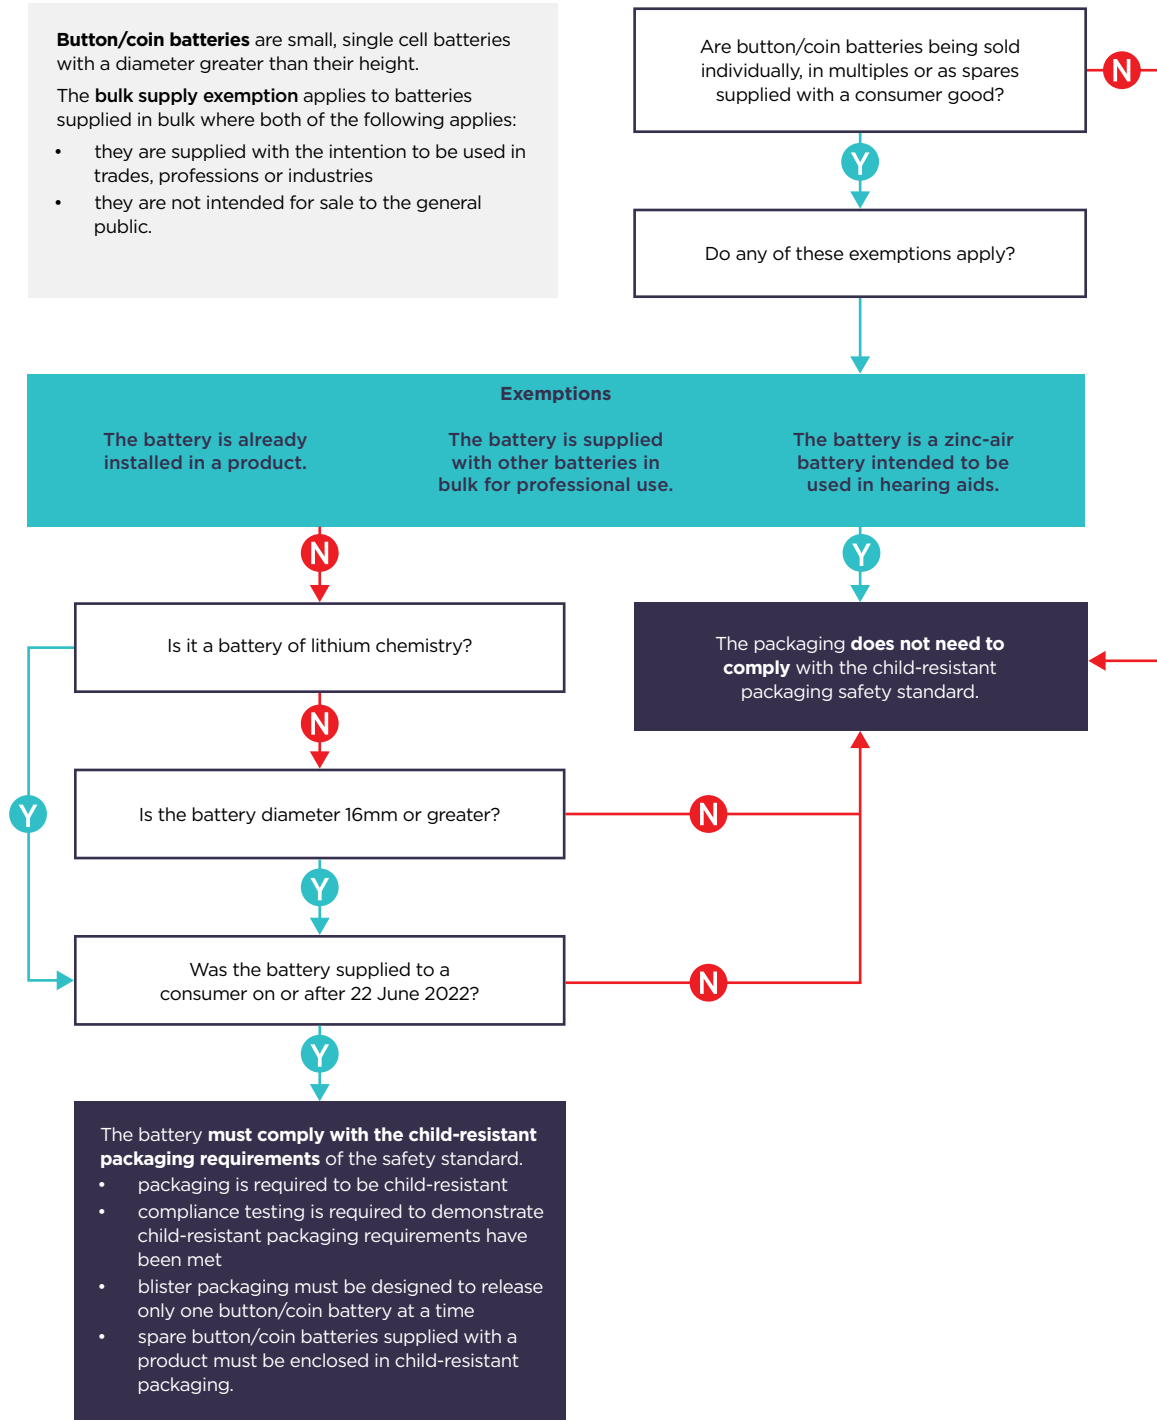 Button/coin batteries are small, single cell batteries
with a diameter greater than their height.
The bulk supply exemption applies to batteries
supplied in bulk where both of the following applies:
• they are supplied with the intention to be used in
trades, professions or industries
• they are not intended for sale to the general
public.
Are button/coin batteries being sold
individually, in multiples or as spares
supplied with a consumer good?
N
Y
Do any of these exemptions apply?
Exemptions
The battery is already
installed in a product.
The battery is supplied
with other batteries in
bulk for professional use.
The battery is a zinc-air
battery intended to be
used in hearing aids.
N
Y
Is it a battery of lithium chemistry?
The packaging does not need to
comply with the child-resistant
packaging safety standard.
N
Y
Is the battery diameter 16mm or greater?
N
Y
Was the battery supplied to a
consumer on or after 22 June 2022?
N
Y
The battery must comply with the child-resistant
packaging requirements of the safety standard.
• packaging is required to be child-resistant
• compliance testing is required to demonstrate
child-resistant packaging requirements have
been met
• blister packaging must be designed to release
only one button/coin battery at a time
• spare button/coin batteries supplied with a
product must be enclosed in child-resistant
packaging.